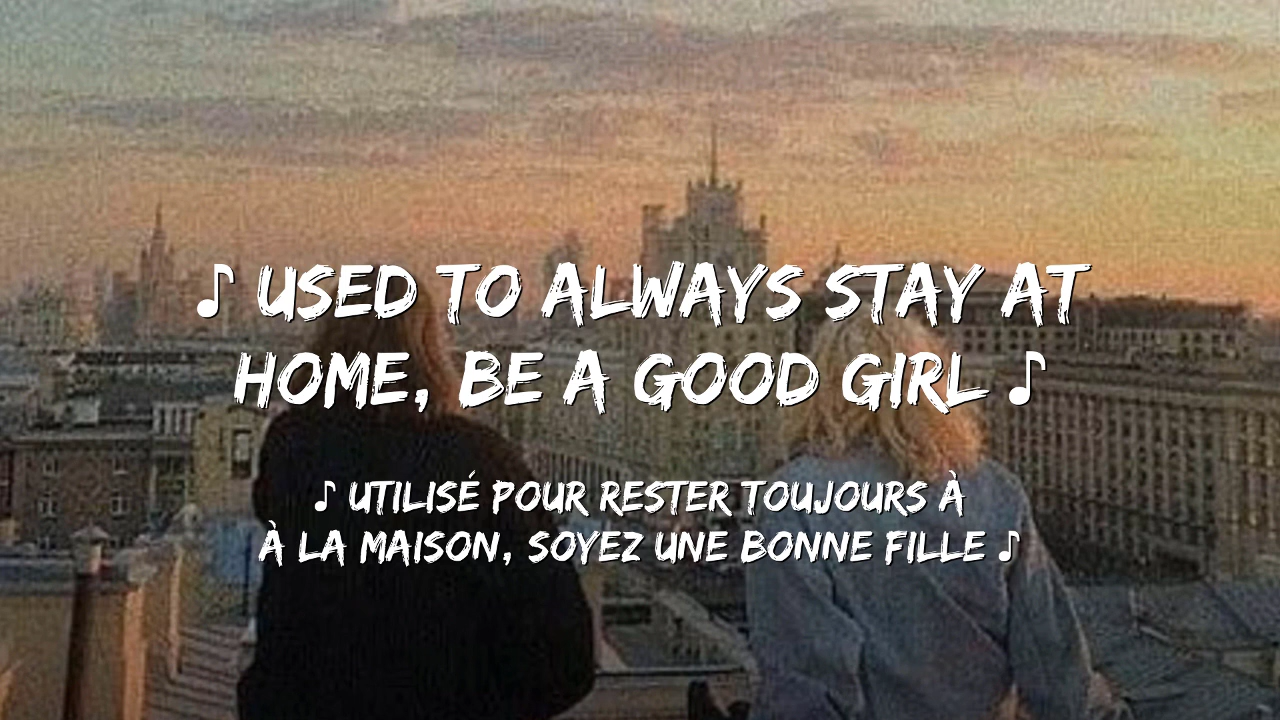 ♪ USED TO ALWAYS STAY AT
HOME, BE A GOOD GIRL ♪
♪ UTILISÉ POUR RESTER TOUJOURS À
À LA MAISON, SOYEZ UNE BONNE FILLE ♪